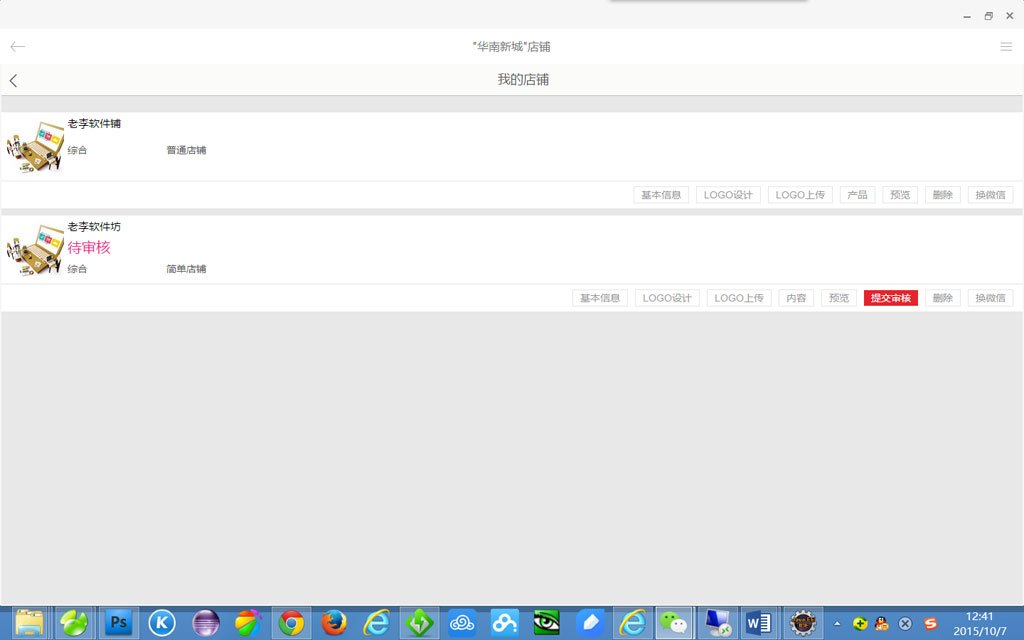 "华南新城"店铺
我的店铺
老李软件铺
综合 普通店铺
基本信息 LOGO设计 LOGO上传 产品 预览 删除 换微信
老李软件坊
待审核
综合 简单店铺
基本信息 LOGO设计 LOGO上传 内容 预览 提交审核 删除 换微信
Ps
K
W
S
12:41
2015/10/7